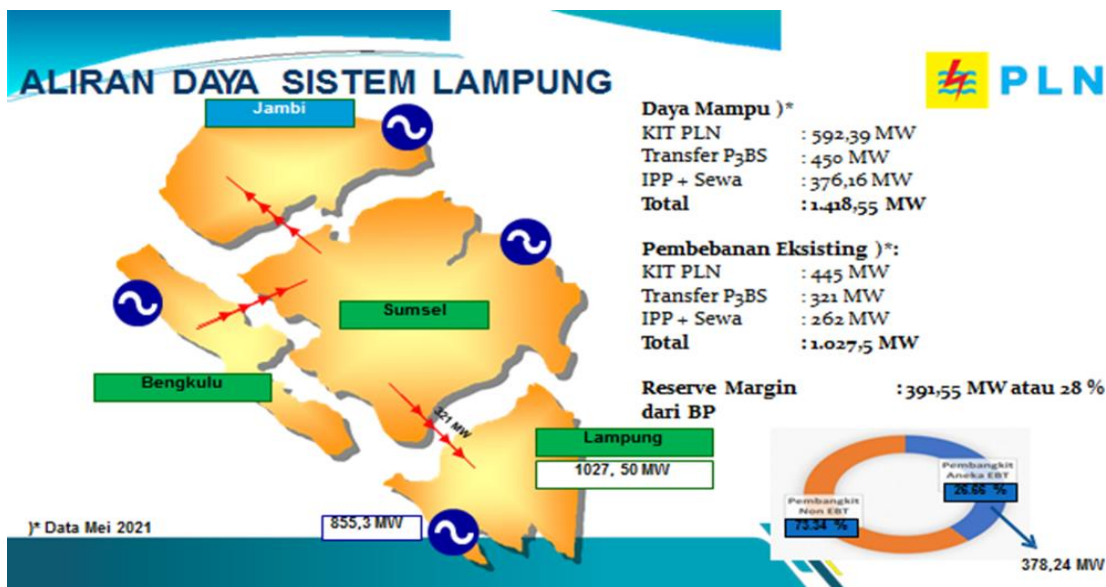 ALIRAN DAYA SISTEM LAMPUNG
PLN
Jambi
Sumsel
Bengkulu
321 MW
Lampung
1027, 50 MW
855,3 MW
)* Data Mei 2021
Daya Mampu )*
KIT PLN : 592,39 MW
Transfer P3BS : 450 MW
IPP + Sewa : 376,16 MW
Total : 1.418,55 MW
Pembebanan Eksisting )*:
KIT PLN : 445 MW
Transfer P3BS : 321 MW
IPP + Sewa : 262 MW
Total : 1.027,5 MW
Reserve Margin : 391,55 MW atau 28 %
dari BP
Pembangkit
Aneka EBT
26.66 %
Pembangkit
Non EBT
73.34 %
378,24 MW